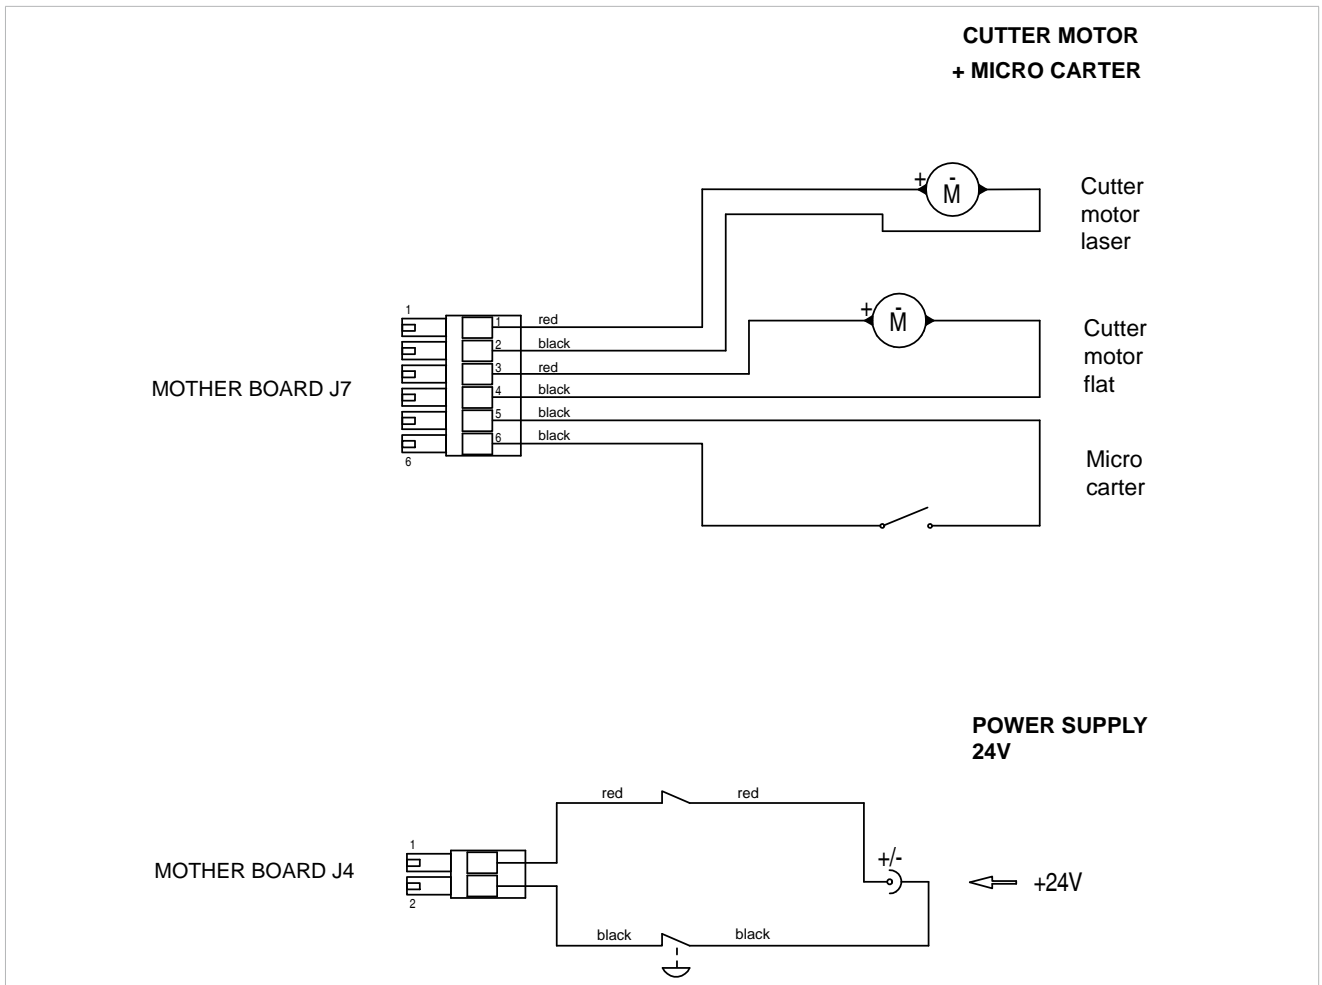 CUTTER MOTOR
+ MICRO CARTER
+
-
M
Cutter
motor
laser
+
-
M
Cutter
motor
flat
MOTHER BOARD J7
1
1
red
2
black
3
red
4
black
5
black
6
black
6
Micro
carter
POWER SUPPLY
24V
red
red
MOTHER BOARD J4
1
2
+/-
+24V
black
black